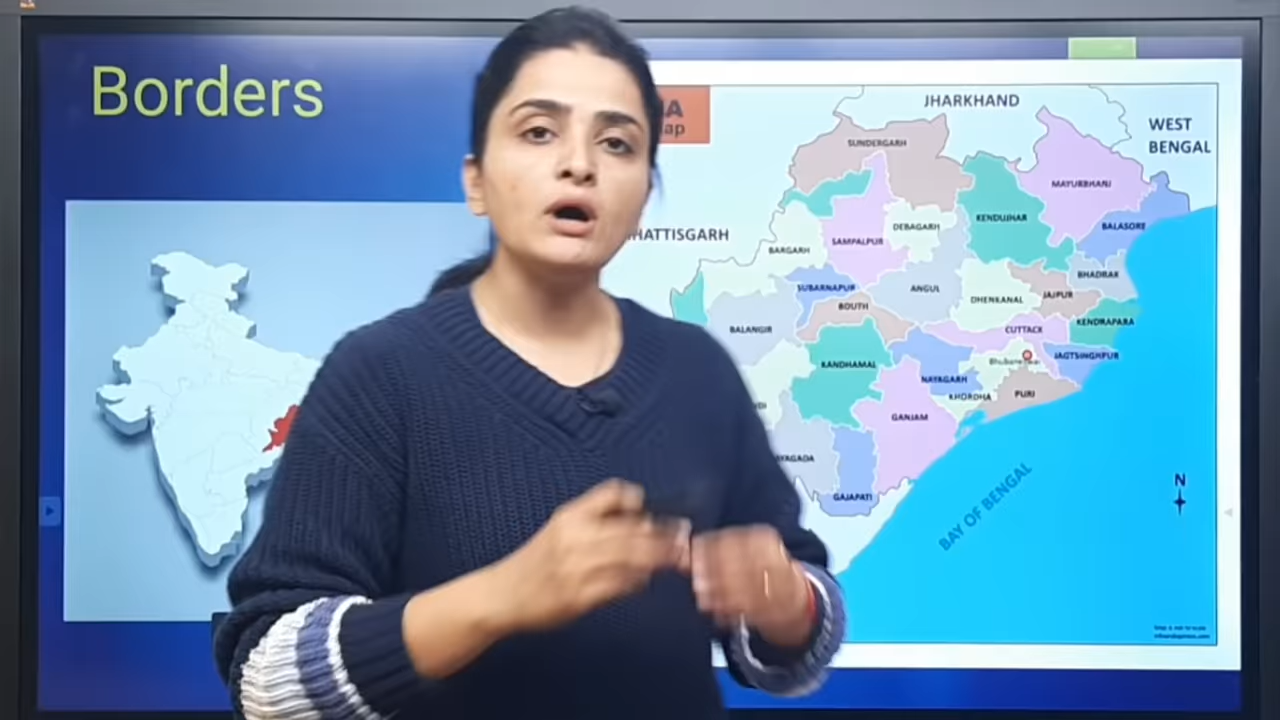 Borders
JHARKHAND
WEST
BENGAL
SUNDERGARH
MAYURBHANJ
KENDUJHAR
BALASORE
DEBAGARH
SAMPALPUR
HATTISGARH
BARGARH
BHADRAK
SUBARNAPUR
ANGUL
DHENKANAL
JAJPUR
BOUTH
KENDRAPARA
BALANGIR
CUTTACK
JAGTSINGHPUR
KANDHAMAL
NAYAGARH
KHORDHA
PURI
GANJAM
GAJAPATI
BAY OF BENGAL
N